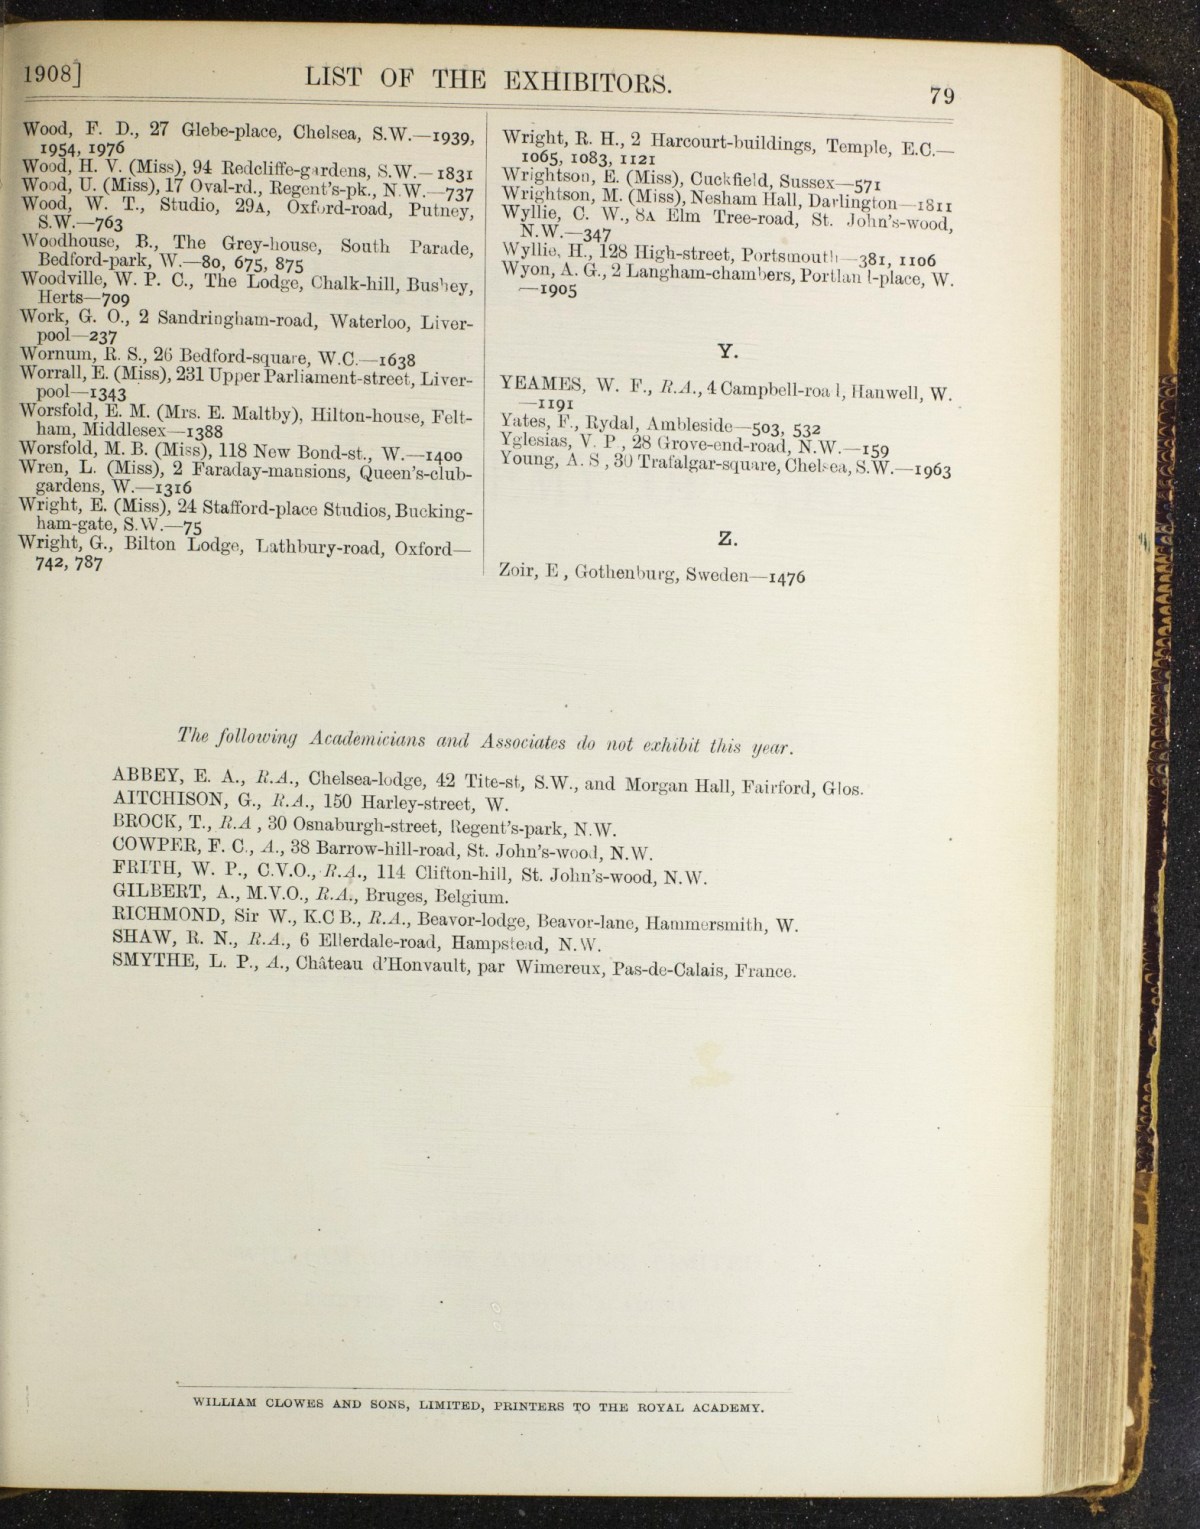 1908]
LIST OF THE EXHIBITORS.
79
Wood, F. D., 27 Glebe-place, Chelsea, S.W.—1939,
1954, 1976
Wood, H. V. (Miss), 94 Redcliffe-gardens, S.W.—1831
Wood, U. (Miss), 17 Oval-rd., Regent's-pk., N.W.—737
Wood, W. T., Studio, 29A, Oxford-road, Putney,
S.W.—763
Woodhouse, B., The Grey-house, South Parade,
Bedford-park, W.—80, 675, 875
Woodville, W. P. C., The Lodge, Chalk-hill, Bushey,
Herts—709
Work, G. O., 2 Sandringham-road, Waterloo, Liver-
pool—237
Wornum, R. S., 26 Bedford-square, W.C.—1638
Worrall, E. (Miss), 231 Upper Parliament-street, Liver-
pool—1343
Worsfold, E. M. (Mrs. E. Maltby), Hilton-house, Felt-
ham, Middlesex—1388
Worsfold, M. B. (Miss), 118 New Bond-st., W.—1400
Wren, L. (Miss), 2 Faraday-mansions, Queen's-club-
gardens, W.—1316
Wright, E. (Miss), 24 Stafford-place Studios, Bucking-
ham-gate, S.W.—75
Wright, G., Bilton Lodge, Lathbury-road, Oxford—
742, 787
Wright, R. H., 2 Harcourt-buildings, Temple, E.C.—
1065, 1083, 1121
Wrightson, E. (Miss), Cuckfield, Sussex—571
Wrightson, M. (Miss), Nesham Hall, Darlington—1811
Wyllie, C. W., 8A Elm Tree-road, St. John's-wood,
N.W.—347
Wyllie, H., 128 High-street, Portsmouth—381, 1106
Wyon, A. G., 2 Langham-chambers, Portlan l-place, W.
—1905
Y.
YEAMES, W. F., R.A., 4 Campbell-roa l, Hanwell, W.
—1191
Yates, F., Rydal, Ambleside—503, 532
Yglesias, V. P , 28 Grove-end-road, N.W.—159
Young, A. S , 30 Trafalgar-square, Chelsea, S.W.—1963
Z.
Zoir, E , Gothenburg, Sweden—1476
The following Academicians and Associates do not exhibit this year.
ABBEY, E. A., R.A., Chelsea-lodge, 42 Tite-st, S.W., and Morgan Hall, Fairford, Glos.
AITCHISON, G., R.A., 150 Harley-street, W.
BROCK, T., R.A , 30 Osnaburgh-street, Regent's-park, N.W.
COWPER, F. C., A., 38 Barrow-hill-road, St. John's-wood, N.W.
FRITH, W. P., C.V.O., R.A., 114 Clifton-hill, St. John's-wood, N.W.
GILBERT, A., M.V.O., R.A., Bruges, Belgium.
RICHMOND, Sir W., K.C B., R.A., Beavor-lodge, Beavor-lane, Hammersmith, W.
SHAW, R. N., R.A., 6 Ellerdale-road, Hampstead, N.W.
SMYTHE, L. P., A., Château d'Honvault, par Wimereux, Pas-de-Calais, France.
WILLIAM CLOWES AND SONS, LIMITED, PRINTERS TO THE ROYAL ACADEMY.